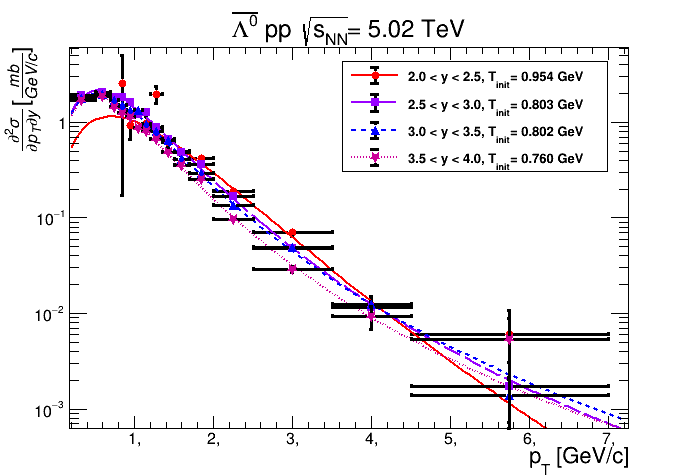 Λ⁰ pp √s_NN = 5.02 TeV
∂²σ/∂p_T∂y [mb/GeV/c]
2.0 < y < 2.5, T_init = 0.954 GeV
2.5 < y < 3.0, T_init = 0.803 GeV
3.0 < y < 3.5, T_init = 0.802 GeV
3.5 < y < 4.0, T_init = 0.760 GeV
1
10⁻¹
10⁻²
10⁻³
1, 2, 3, 4, 5, 6, 7,
p_T [GeV/c]